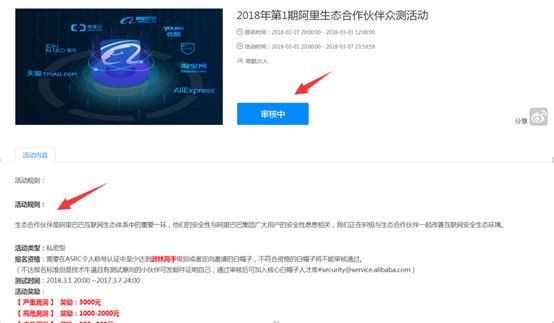 2018年第1期阿里生态合作伙伴众测活动
报名时间：2018-02-27 20:00:00 - 2018-03-01 12:00:00
活动时间：2018-03-01 20:00:00 - 2018-03-07 23:59:59
限额20人
审核中
分享
阿里云
YOUKU
优酷
天猫 TMALL.COM
淘宝网
AliExpress
活动内容
活动规则：
活动规则：
生态合作伙伴是阿里巴巴互联网生态体系中的重要一环，他们的安全性与阿里巴巴集团广大用户的安全性息息相关，我们正在积极与生态合作伙伴一起改善互联网安全生态环境。
活动类型：私密型
报名资格：需要在ASRC个人称号认证中至少达到武林高手级别或者定向邀请的白帽子，不符合资格的白帽子将不能审核通过。
（不达报名标准但是技术牛逼且有测试意向的小伙伴可发邮件证明自己，通过审核后可加入核心白帽子人才库#security@service.alibaba.com）
测试时间：2018.3.1 20:00 ~2017.3.7 24:00
活动奖励：
【 严重漏洞 】 奖励：3000元
【 高危漏洞 】 奖励：1000-2000元